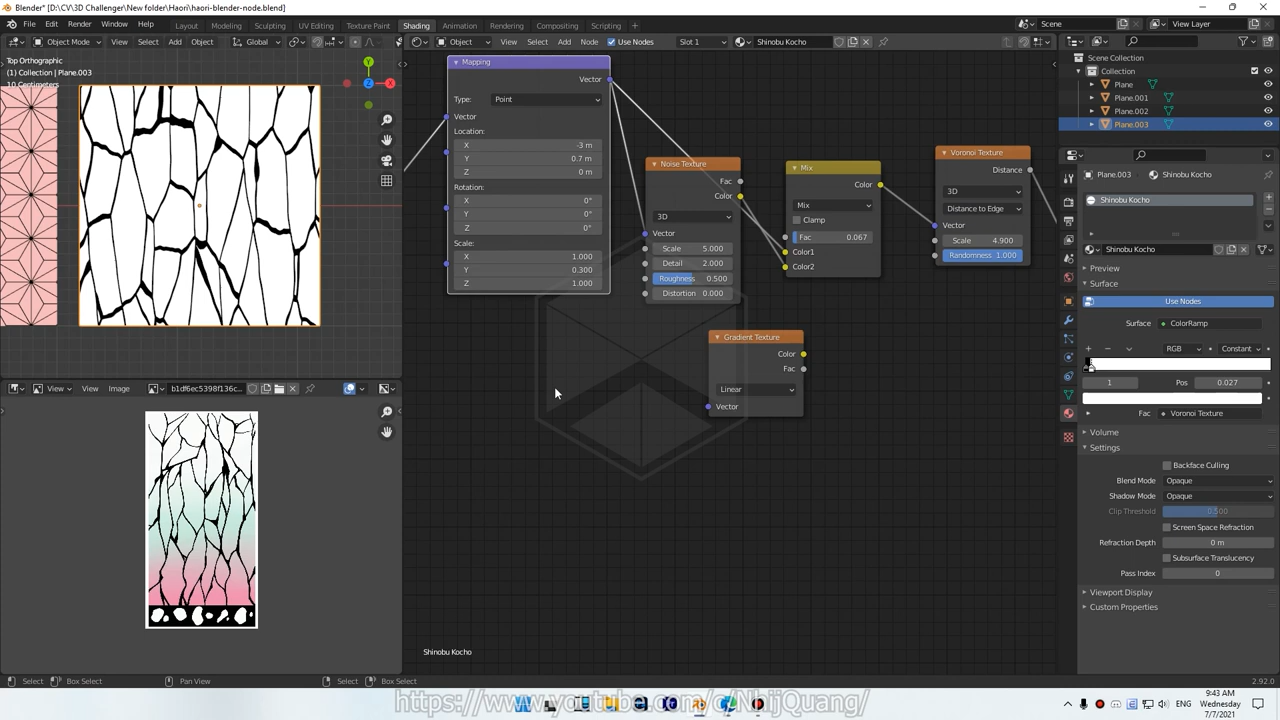 Blender* [D:\CV\3D Challenger\New folder\Haori\haori-blender-node.blend]
File Edit Render Window Help Layout Modeling Sculpting UV Editing Texture Paint Shading Animation Rendering Compositing Scripting Scene View Layer
Object Mode View Select Add Object Global Object View Select Add Node Use Nodes Slot 1 Shinobu Kocho
Top Orthographic
(1) Collection | Plane.003
10 Centimeters
Y
Z
X
View View Image b1df6ec5398f136c...
Mapping
Vector
Type: Point
Vector
Location:
X -3 m
Y 0.7 m
Z 0 m
Rotation:
X 0°
Y 0°
Z 0°
Scale:
X 1.000
Y 0.300
Z 1.000
Noise Texture
Fac
Color
3D
Vector
Scale 5.000
Detail 2.000
Roughness 0.500
Distortion 0.000
Mix
Color
Mix
Clamp
Fac 0.067
Color1
Color2
Voronoi Texture
Distance
3D
Distance to Edge
Vector
Scale 4.900
Randomness 1.000
Gradient Texture
Color
Fac
Linear
Vector
Shinobu Kocho
Scene Collection
Collection
Plane
Plane.001
Plane.002
Plane.003
Plane.003 Shinobu Kocho
Shinobu Kocho
Shinobu Kocho
Preview
Surface
Use Nodes
Surface ColorRamp
RGB Constant
1 Pos 0.027
Fac Voronoi Texture
Volume
Settings
Backface Culling
Blend Mode Opaque
Shadow Mode Opaque
Clip Threshold 0.500
Screen Space Refraction
Refraction Depth 0 m
Subsurface Translucency
Pass Index 0
Viewport Display
Custom Properties
Select Box Select Pan View Select Box Select 2.92.0
https://www.youtube.com/c/NhijQuang/
ENG
9:43 AM
Wednesday
7/7/2021